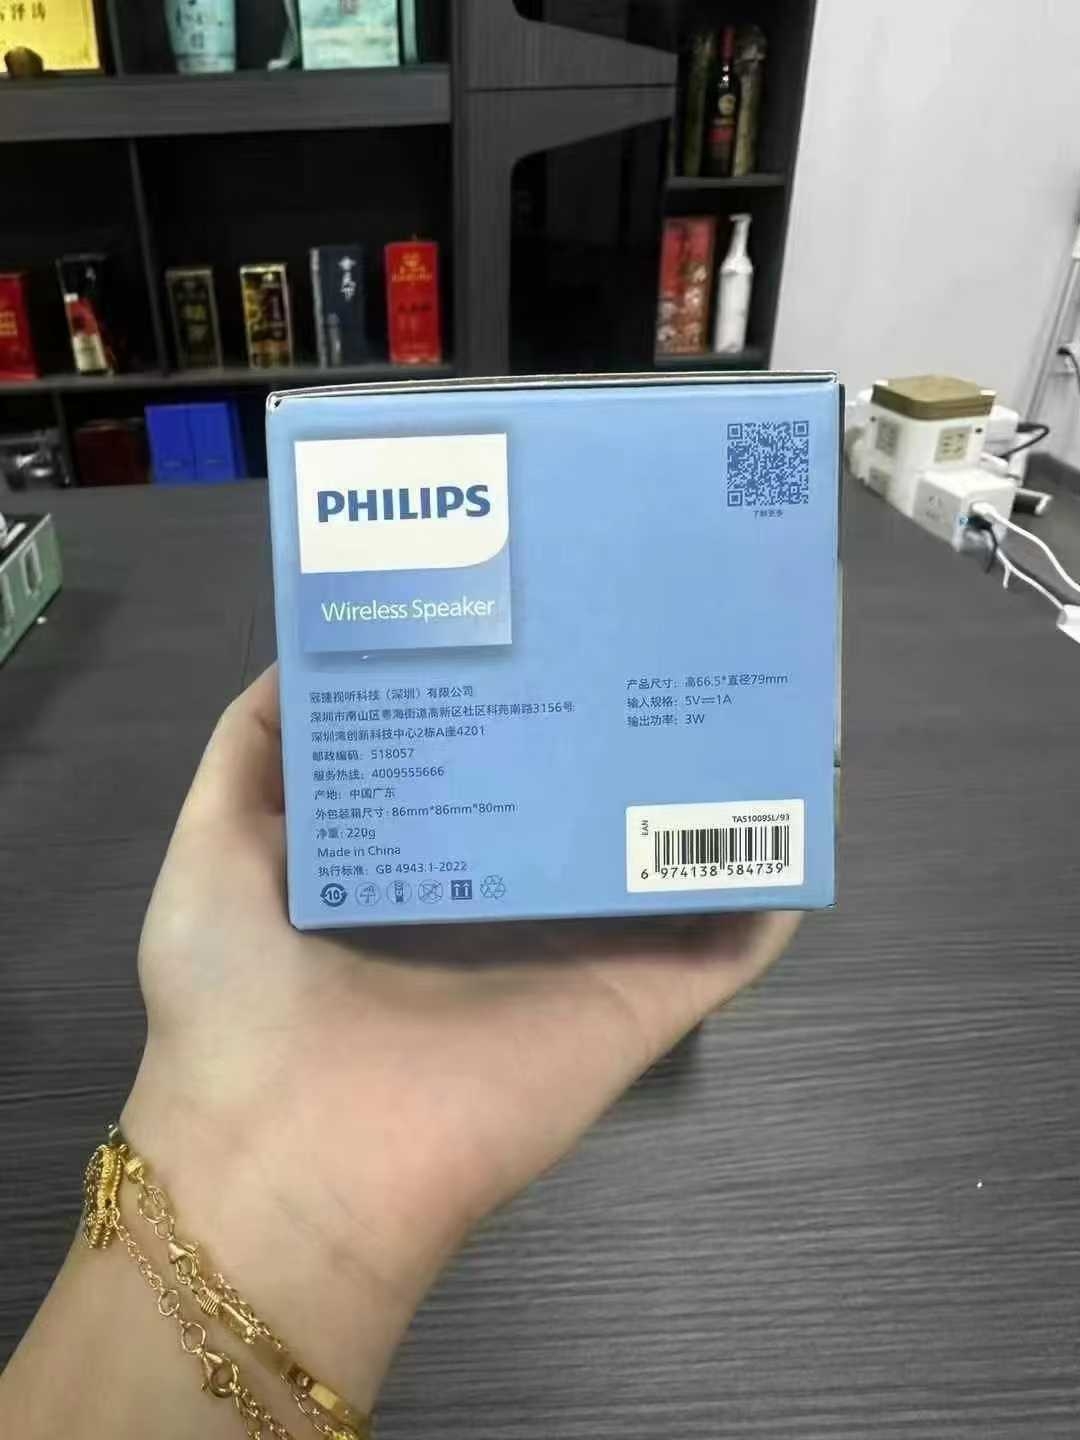 PHILIPS
Wireless Speaker
了解更多
冠捷视听科技（深圳）有限公司
深圳市南山区粤海街道高新区社区科苑南路3156号
深圳湾创新科技中心2栋A座4201
邮政编码：518057
服务热线：4009555666
产地：中国广东
外包装箱尺寸：86mm*86mm*80mm
净重：220g
Made in China
执行标准：GB 4943.1-2022
10
产品尺寸：高66.5*直径79mm
输入规格：5V⎓1A
输出功率：3W
EAN
TAS1009SL/93
6 974138 584739